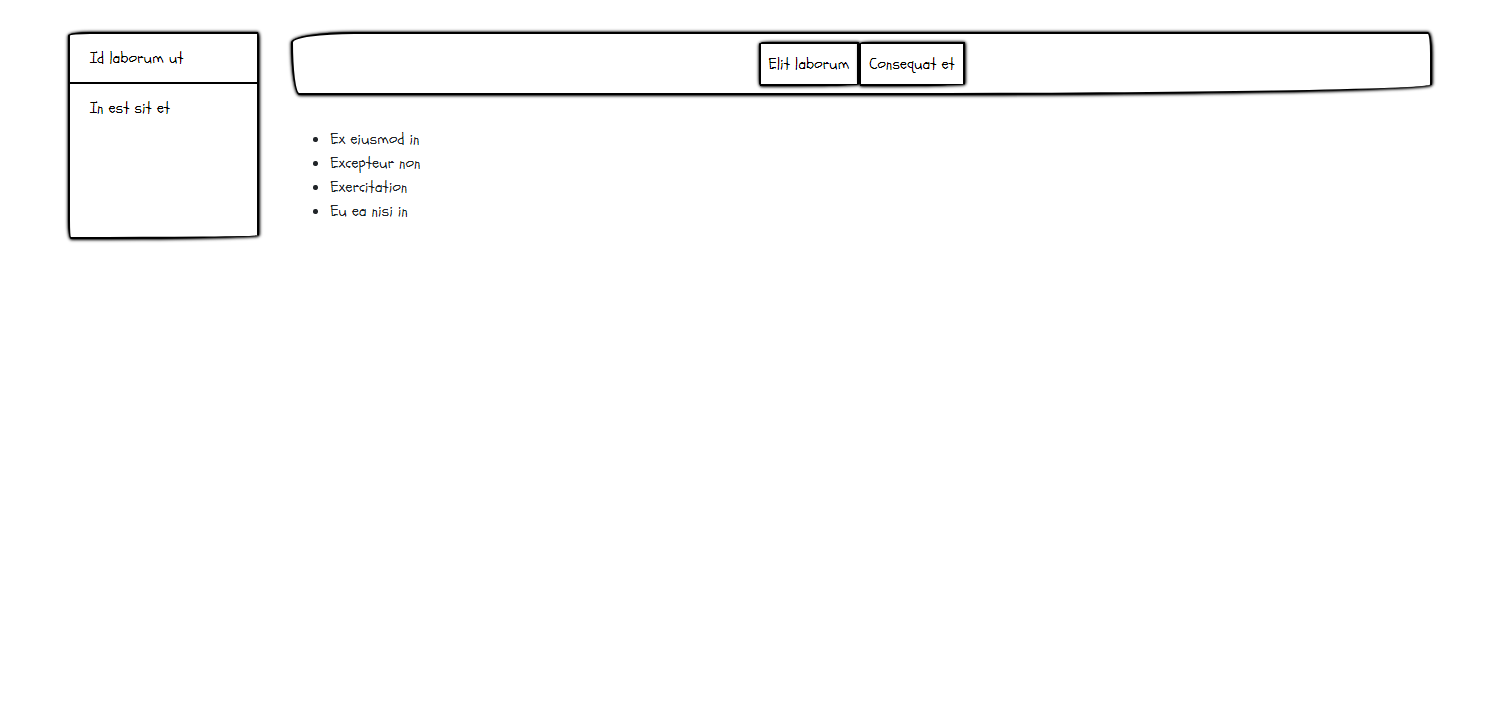 Id laborum ut
In est sit et
Elit laborum
Consequat et
Ex eiusmod in
Excepteur non
Exercitation
Eu ea nisi in